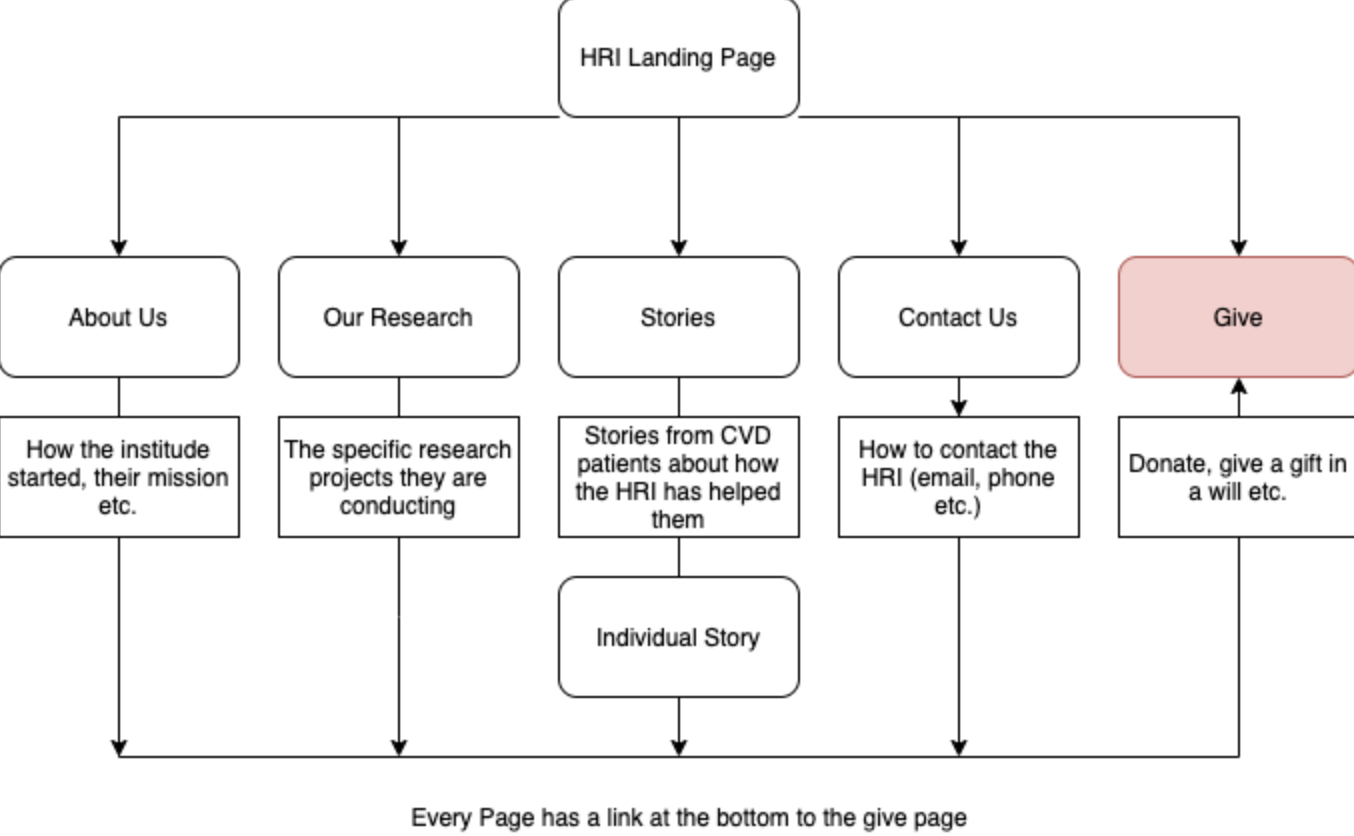 HRI Landing Page
About Us
Our Research
Stories
Contact Us
Give
How the institude
started, their mission
etc.
The specific research
projects they are
conducting
Stories from CVD
patients about how
the HRI has helped
them
How to contact the
HRI (email, phone
etc.)
Donate, give a gift in
a will etc.
Individual Story
Every Page has a link at the bottom to the give page